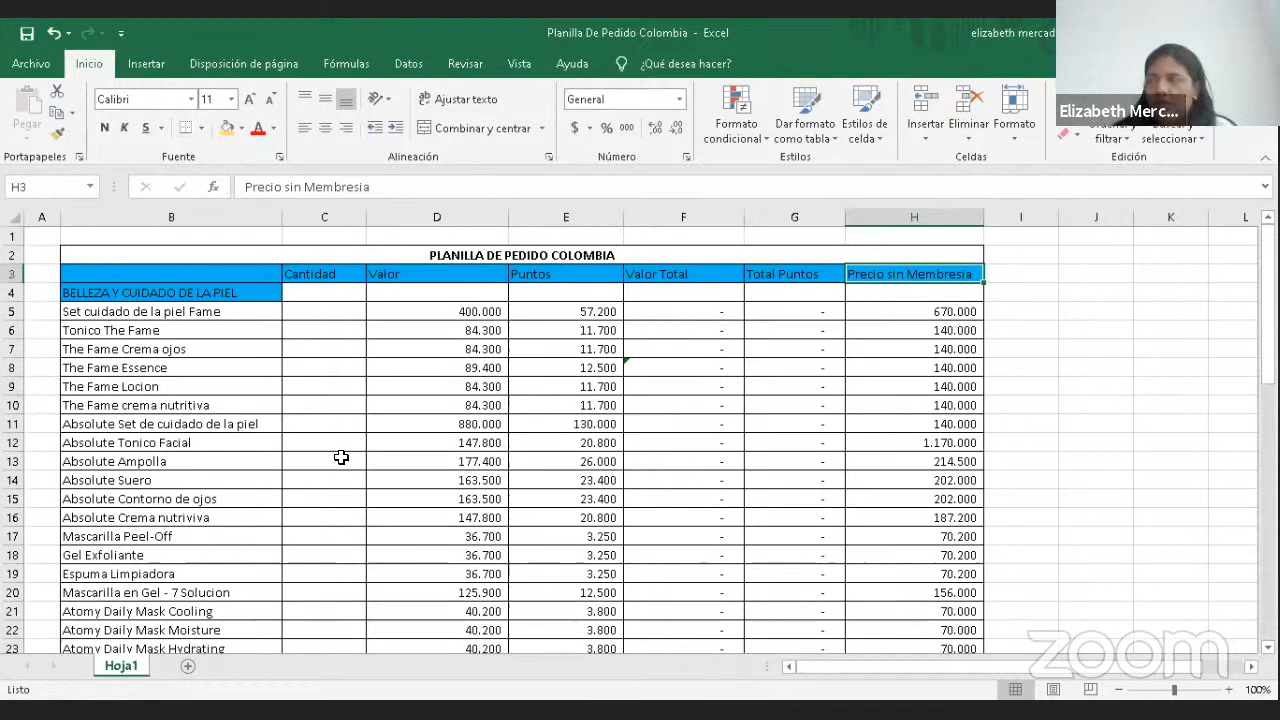 Planilla De Pedido Colombia - Excel
elizabeth mercad
Archivo Inicio Insertar Disposición de página Fórmulas Datos Revisar Vista Ayuda ¿Qué desea hacer?
Elizabeth Merc...
Pegar
Calibri 11
Ajustar texto
General
Formato condicional
Dar formato como tabla
Estilos de celda
Insertar Eliminar Formato
filtrar seleccionar
N K S
Combinar y centrar
$ % 000
Portapapeles Fuente Alineación Número Estilos Celdas Edición
H3 fx Precio sin Membresia
A B C D E F G H I J K L
1
2 PLANILLA DE PEDIDO COLOMBIA
3 Cantidad Valor Puntos Valor Total Total Puntos Precio sin Membresia
4 BELLEZA Y CUIDADO DE LA PIEL
5 Set cuidado de la piel Fame 400.000 57.200 - - 670.000
6 Tonico The Fame 84.300 11.700 - - 140.000
7 The Fame Crema ojos 84.300 11.700 - - 140.000
8 The Fame Essence 89.400 12.500 - - 140.000
9 The Fame Locion 84.300 11.700 - - 140.000
10 The Fame crema nutritiva 84.300 11.700 - - 140.000
11 Absolute Set de cuidado de la piel 880.000 130.000 - - 140.000
12 Absolute Tonico Facial 147.800 20.800 - - 1.170.000
13 Absolute Ampolla 177.400 26.000 - - 214.500
14 Absolute Suero 163.500 23.400 - - 202.000
15 Absolute Contorno de ojos 163.500 23.400 - - 202.000
16 Absolute Crema nutriviva 147.800 20.800 - - 187.200
17 Mascarilla Peel-Off 36.700 3.250 - - 70.200
18 Gel Exfoliante 36.700 3.250 - - 70.200
19 Espuma Limpiadora 36.700 3.250 - - 70.200
20 Mascarilla en Gel - 7 Solucion 125.900 12.500 - - 156.000
21 Atomy Daily Mask Cooling 40.200 3.800 - - 70.000
22 Atomy Daily Mask Moisture 40.200 3.800 - - 70.000
23 Atomy Daily Mask Hydrating 40.200 3.800 - - 70.000
zoom
Hoja1
Listo
100%